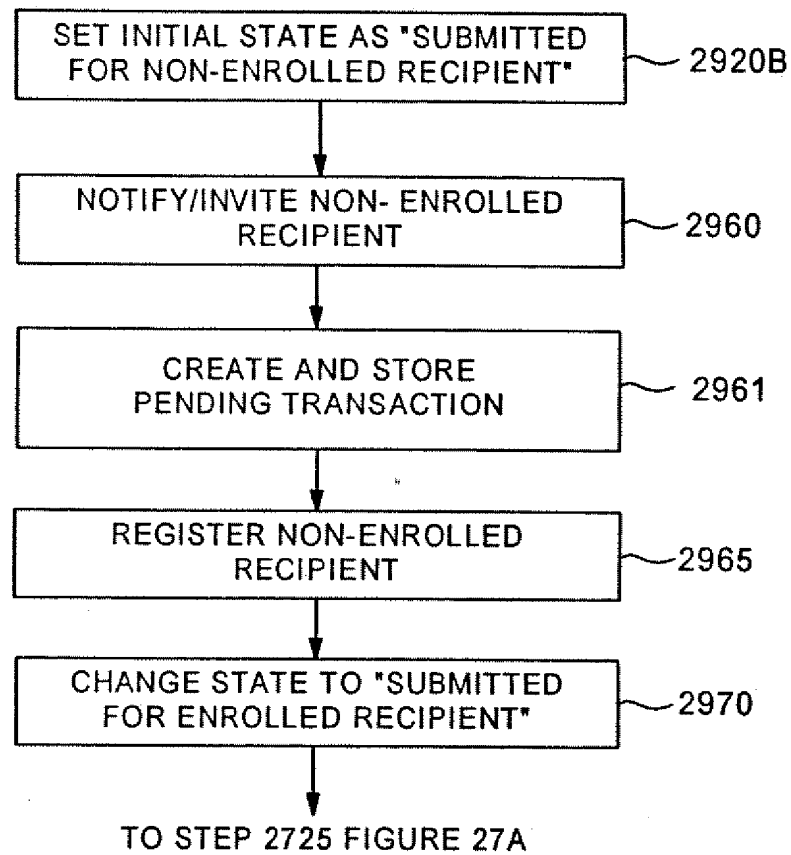 SET INITIAL STATE AS "SUBMITTED
FOR NON-ENROLLED RECIPIENT"
2920B
NOTIFY/INVITE NON- ENROLLED
RECIPIENT
2960
CREATE AND STORE
PENDING TRANSACTION
2961
REGISTER NON-ENROLLED
RECIPIENT
2965
CHANGE STATE TO "SUBMITTED
FOR ENROLLED RECIPIENT"
2970
TO STEP 2725 FIGURE 27A